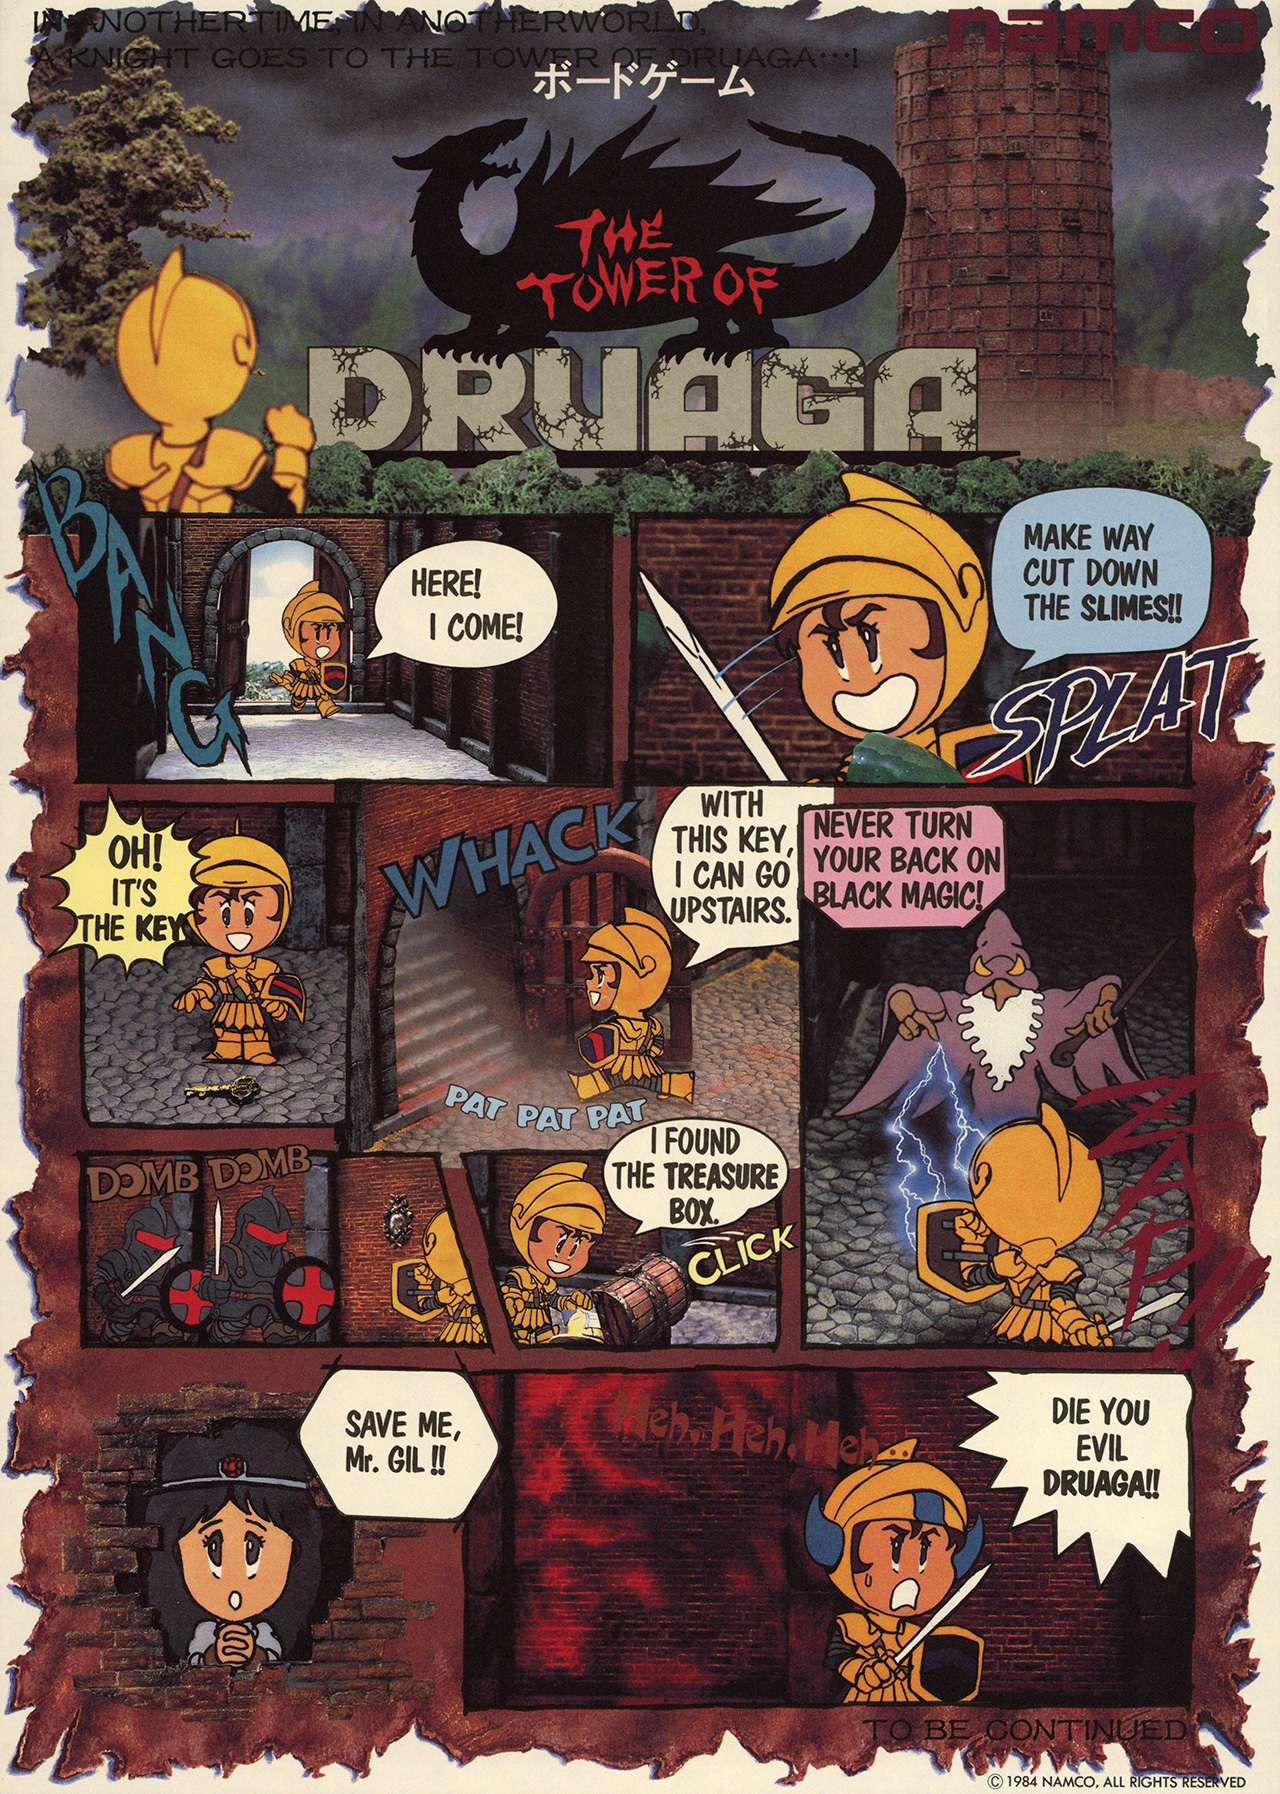 IN ANOTHER TIME, IN ANOTHER WORLD,
A KNIGHT GOES TO THE TOWER OF DRUAGA…!
namco
ボードゲーム
THE
TOWER OF
DRUAGA
BANG
HERE!
I COME!
MAKE WAY
CUT DOWN
THE SLIMES!!
SPLAT
OH!
IT'S
THE KEY
WHACK
WITH
THIS KEY,
I CAN GO
UPSTAIRS.
PAT PAT PAT
NEVER TURN
YOUR BACK ON
BLACK MAGIC!
ZAP!!
DOMB DOMB
I FOUND
THE TREASURE
BOX.
CLICK
SAVE ME,
Mr. GIL!!
Heh, Heh, Heh...
DIE YOU
EVIL
DRUAGA!!
TO BE CONTINUED
© 1984 NAMCO, ALL RIGHTS RESERVED